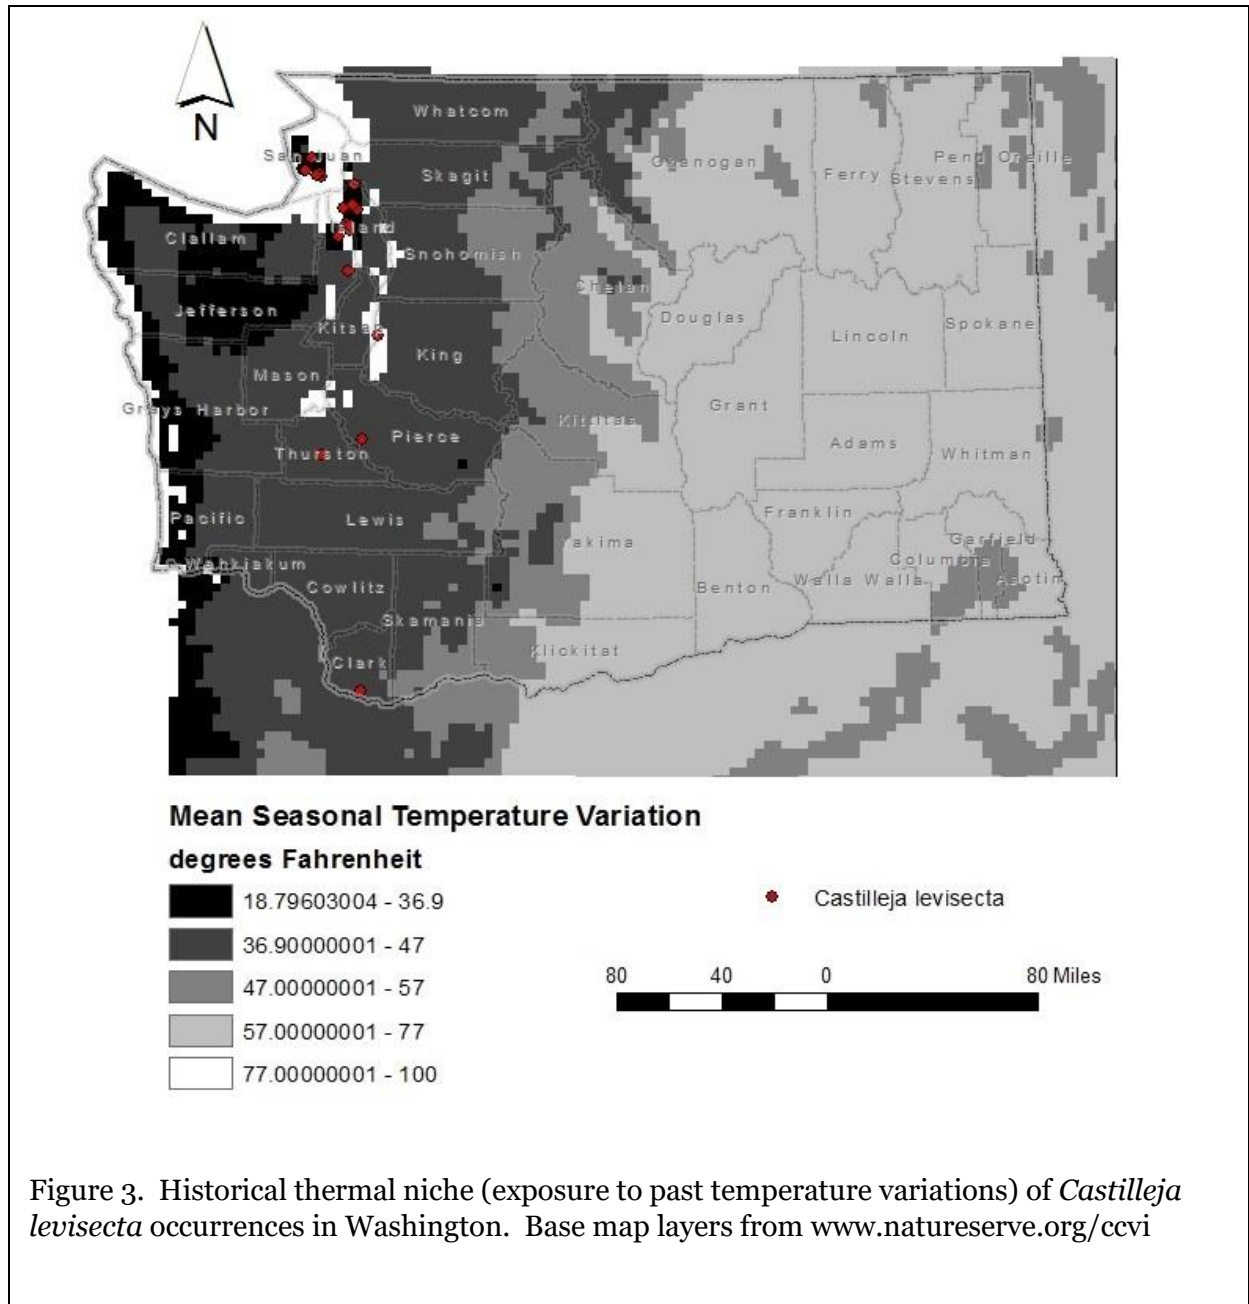 N
Whatcom
San Juan
Skagit
Okanogan
Ferry
Stevens
Pend Oreille
Island
Clallam
Snohomish
Chelan
Jefferson
Kitsap
Douglas
Lincoln
Spokane
King
Mason
Grays Harbor
Grant
Kittitas
Pierce
Thurston
Adams
Whitman
Pacific
Lewis
Yakima
Franklin
Garfield
Columbia
Asotin
Wahkiakum
Cowlitz
Benton
Walla Walla
Skamania
Klickitat
Clark
Mean Seasonal Temperature Variation
degrees Fahrenheit
18.79603004 - 36.9
36.90000001 - 47
47.00000001 - 57
57.00000001 - 77
77.00000001 - 100
Castilleja levisecta
80 40 0 80 Miles
Figure 3. Historical thermal niche (exposure to past temperature variations) of Castilleja
levisecta occurrences in Washington. Base map layers from www.natureserve.org/ccvi